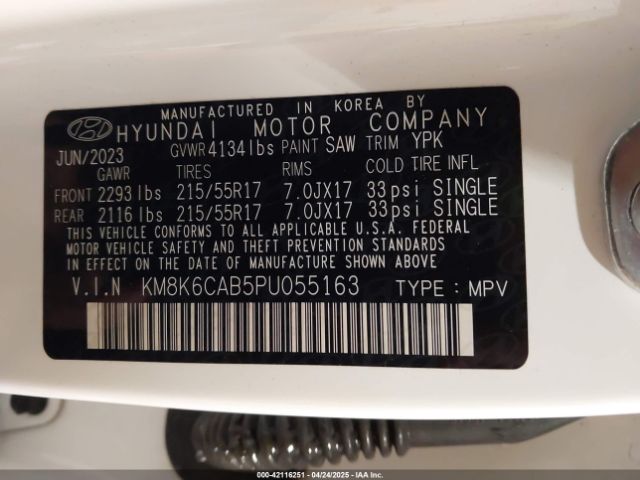 MANUFACTURED IN KOREA BY
HYUNDAI MOTOR COMPANY
JUN/2023 GVWR 4134lbs PAINT SAW TRIM YPK
GAWR TIRES RIMS COLD TIRE INFL
FRONT 2293lbs 215/55R17 7.0JX17 33psi SINGLE
REAR 2116lbs 215/55R17 7.0JX17 33psi SINGLE
THIS VEHICLE CONFORMS TO ALL APPLICABLE U.S.A. FEDERAL
MOTOR VEHICLE SAFETY AND THEFT PREVENTION STANDARDS
IN EFFECT ON THE DATE OF MANUFACTURE SHOWN ABOVE.
V.I.N KM8K6CAB5PU055163 TYPE : MPV
000-42116251 - 04/24/2025 - IAA Inc.